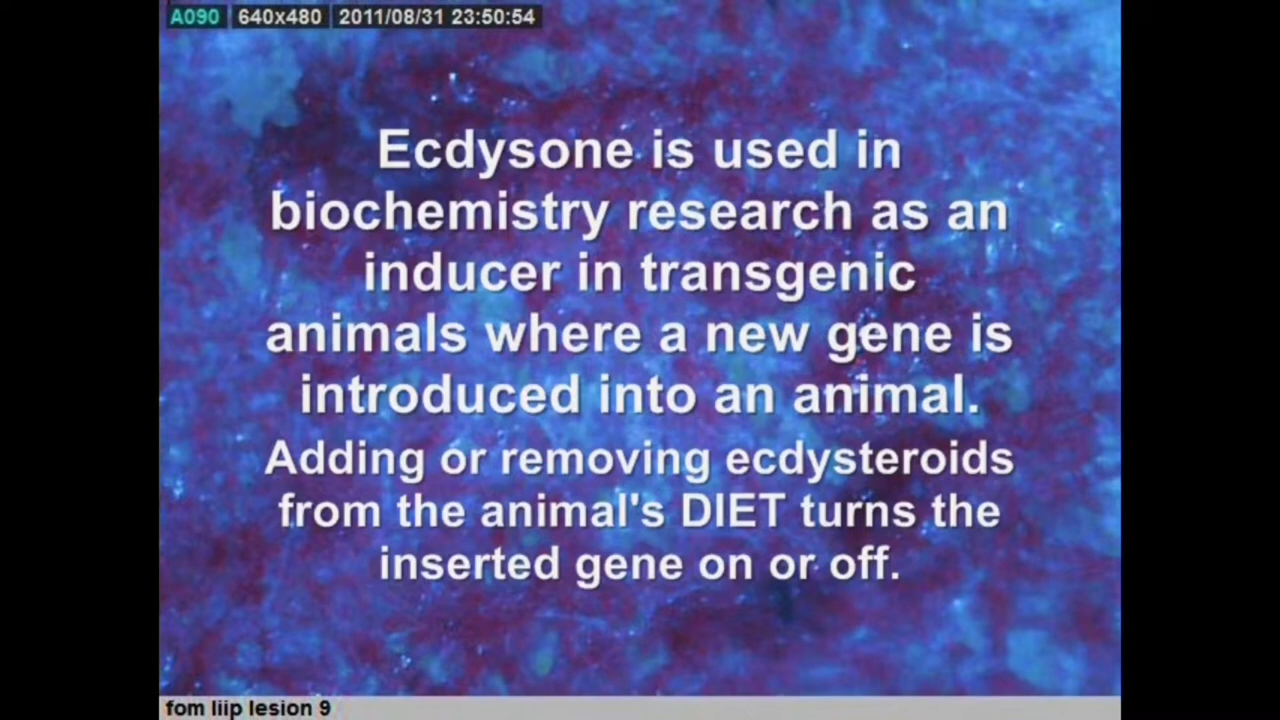 A090 640x480 2011/08/31 23:50:54
Ecdysone is used in
biochemistry research as an
inducer in transgenic
animals where a new gene is
introduced into an animal.
Adding or removing ecdysteroids
from the animal's DIET turns the
inserted gene on or off.
fom liip lesion 9